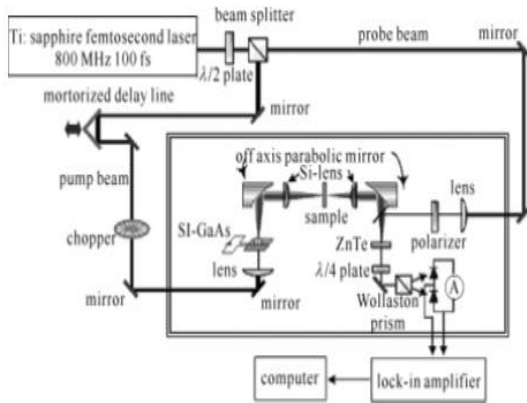 beam splitter
Ti: sapphire femtosecond laser
800 MHz 100 fs
probe beam
mirror
λ/2 plate
mortorized delay line
mirror
off axis parabolic mirror
Si-lens
pump beam
sample
lens
SI-GaAs
polarizer
chopper
ZnTe
lens
λ/4 plate
A
mirror
mirror
Wollaston
prism
computer
lock-in amplifier